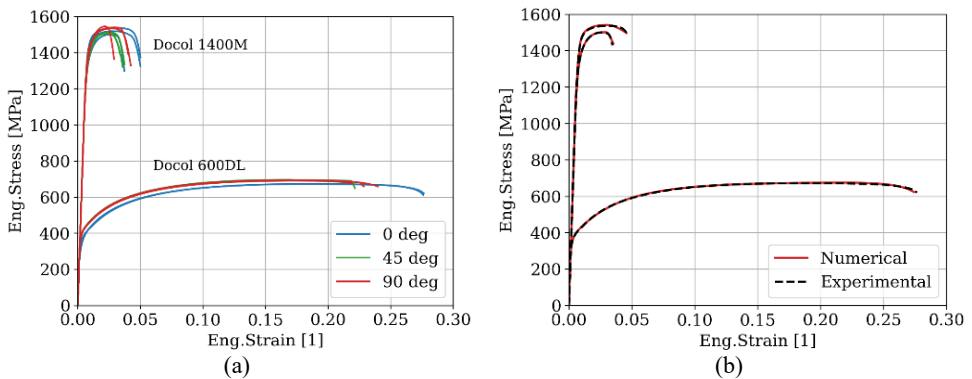 1600
1400
1200
1000
800
600
400
200
0
Eng.Stress [MPa]
Docol 1400M
Docol 600DL
0 deg
45 deg
90 deg
0.00 0.05 0.10 0.15 0.20 0.25 0.30
Eng.Strain [1]
(a)
1600
1400
1200
1000
800
600
400
200
0
Eng.Stress [MPa]
Numerical
Experimental
0.00 0.05 0.10 0.15 0.20 0.25 0.30
Eng.Strain [1]
(b)